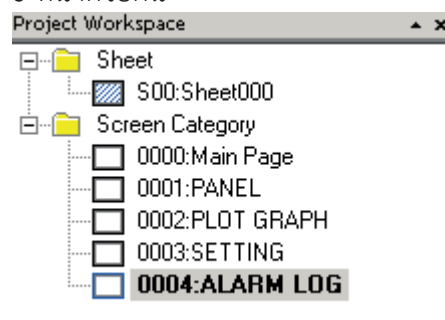 Project Workspace
Sheet
S00:Sheet000
Screen Category
0000:Main Page
0001:PANEL
0002:PLOT GRAPH
0003:SETTING
0004:ALARM LOG